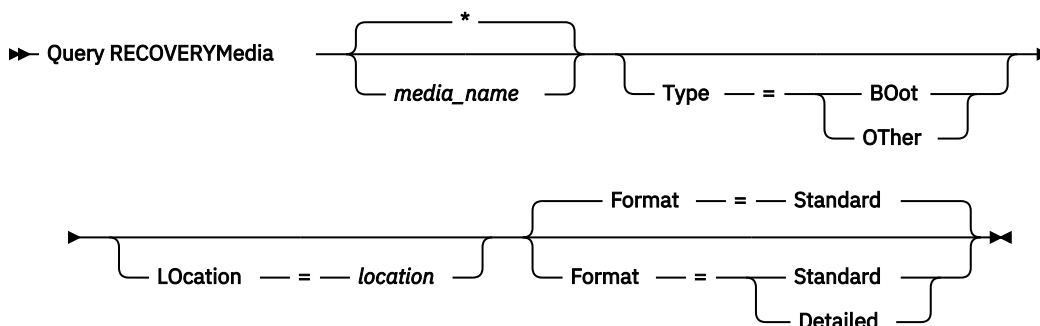 *
Query RECOVERYMedia
media_name
Type = BOot
OTher
Format = Standard
LOcation = location
Format = Standard
Detailed